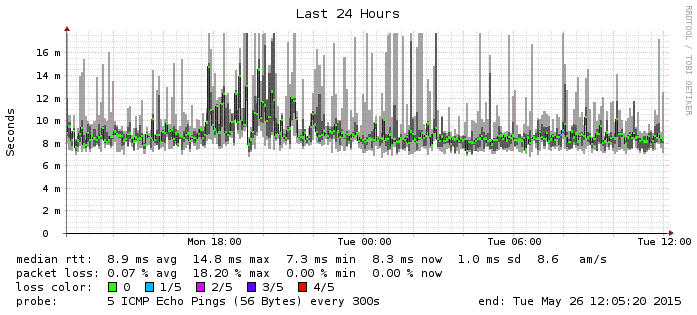 Last 24 Hours
RRDTOOL / TOBI OETIKER
Seconds
16 m
14 m
12 m
10 m
8 m
6 m
4 m
2 m
0
Mon 18:00 Tue 00:00 Tue 06:00 Tue 12:00
median rtt: 8.9 ms avg 14.8 ms max 7.3 ms min 8.3 ms now 1.0 ms sd 8.6 am/s
packet loss: 0.07 % avg 18.20 % max 0.00 % min 0.00 % now
loss color: 0 1/5 2/5 3/5 4/5
probe: 5 ICMP Echo Pings (56 Bytes) every 300s end: Tue May 26 12:05:20 2015